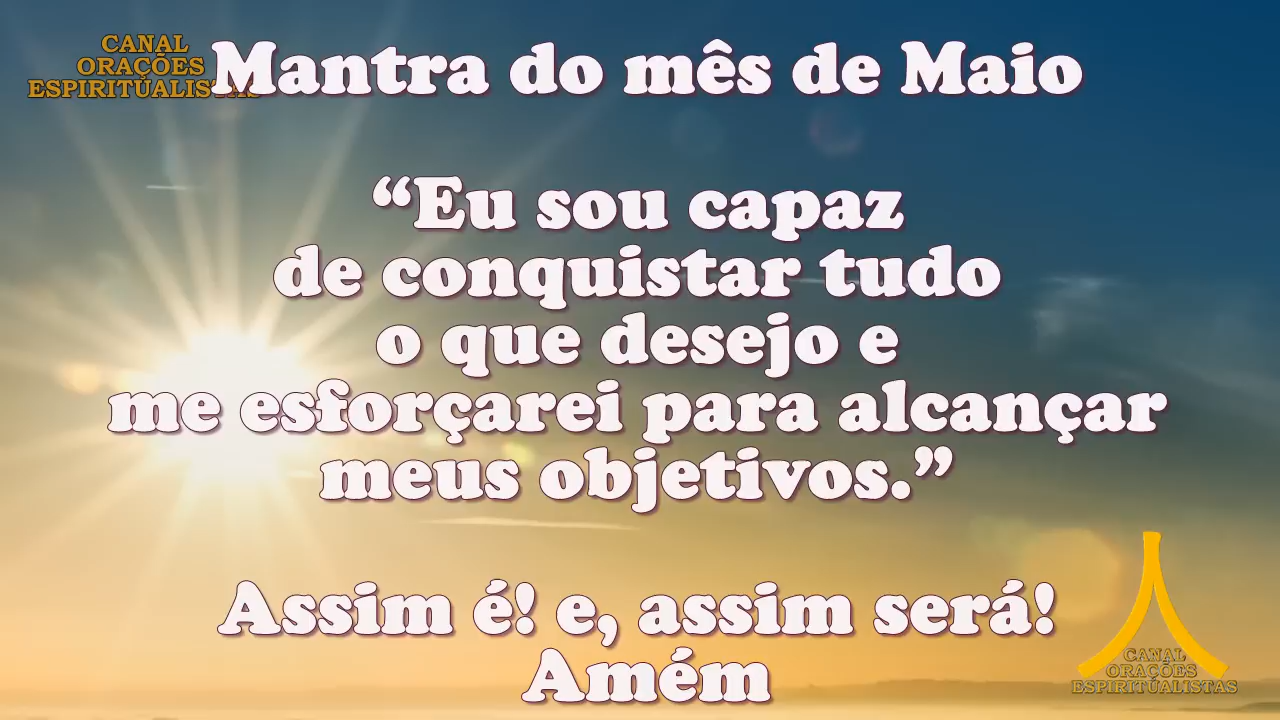 CANAL
ORAÇÕES
ESPIRITUALISTAS
Mantra do mês de Maio
“Eu sou capaz
de conquistar tudo
o que desejo e
me esforçarei para alcançar
meus objetivos.”
Assim é! e, assim será!
Amém
CANAL
ORAÇÕES
ESPIRITUALISTAS